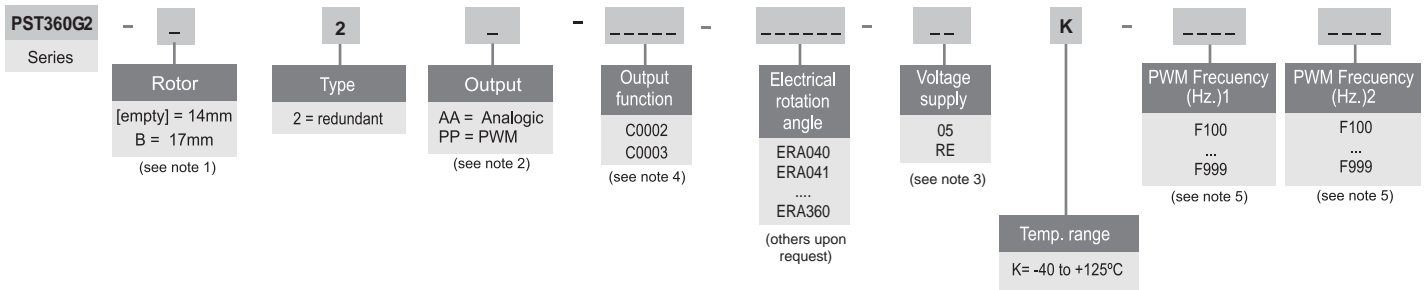 PST360G2 - _ 2 _ - _ _ _ _ _ - _ _ _ _ _ _ - _ _ K - _ _ _ _ _ _ _ _
Series
Rotor
[empty] = 14mm
B = 17mm
(see note 1)
Type
2 = redundant
Output
AA = Analogic
PP = PWM
(see note 2)
Output
function
C0002
C0003
(see note 4)
Electrical
rotation
angle
ERA040
ERA041
....
ERA360
(others upon
request)
Voltage
supply
05
RE
(see note 3)
Temp. range
K= -40 to +125ºC
PWM Frecuency
(Hz.)1
F100
...
F999
(see note 5)
PWM Frecuency
(Hz.)2
F100
...
F999
(see note 5)